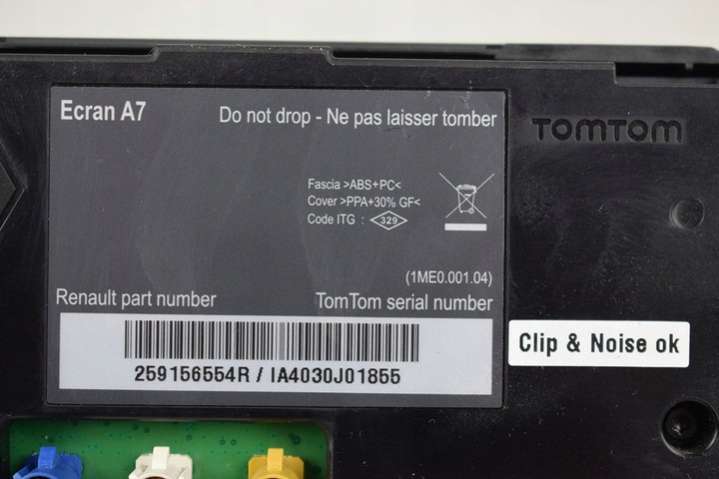 Ecran A7
Do not drop - Ne pas laisser tomber
TOMTOM
Fascia >ABS+PC<
Cover >PPA+30% GF<
Code ITG : 329
(1ME0.001.04)
Renault part number
TomTom serial number
259156554R / IA4030J01855
Clip & Noise ok